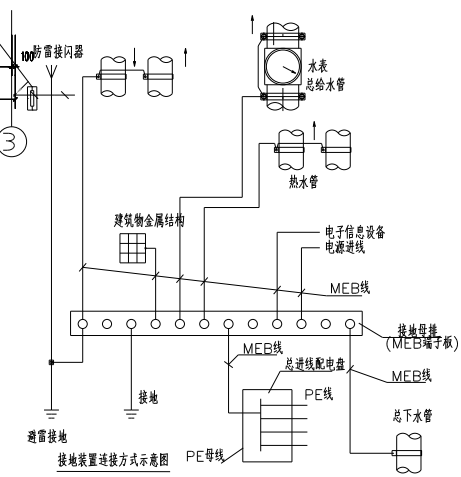 100
防雷接闪器
水表
总给水管
3
热水管
建筑物金属结构
电子信息设备
电源进线
MEB线
接地母排
(MEB端子板)
MEB线
总进线配电盘
MEB线
接地
PE线
总下水管
避雷接地
PE母线
接地装置连接方式示意图